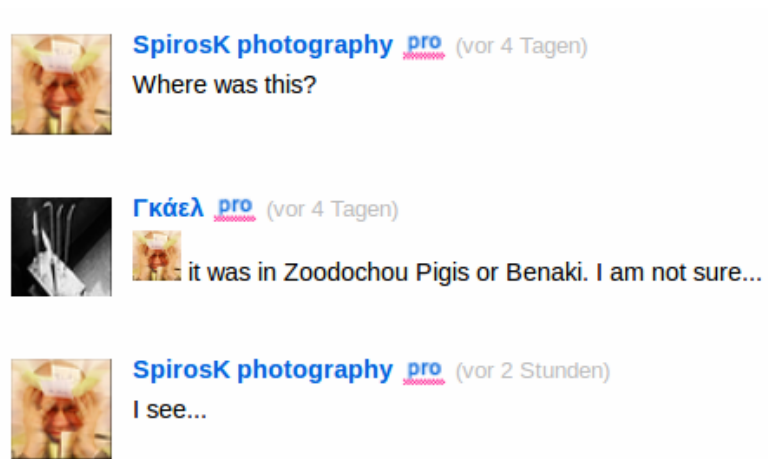 SpirosK photography pro (vor 4 Tagen)
Where was this?
Γκάελ pro (vor 4 Tagen)
: it was in Zoodochou Pigis or Benaki. I am not sure...
SpirosK photography pro (vor 2 Stunden)
I see...